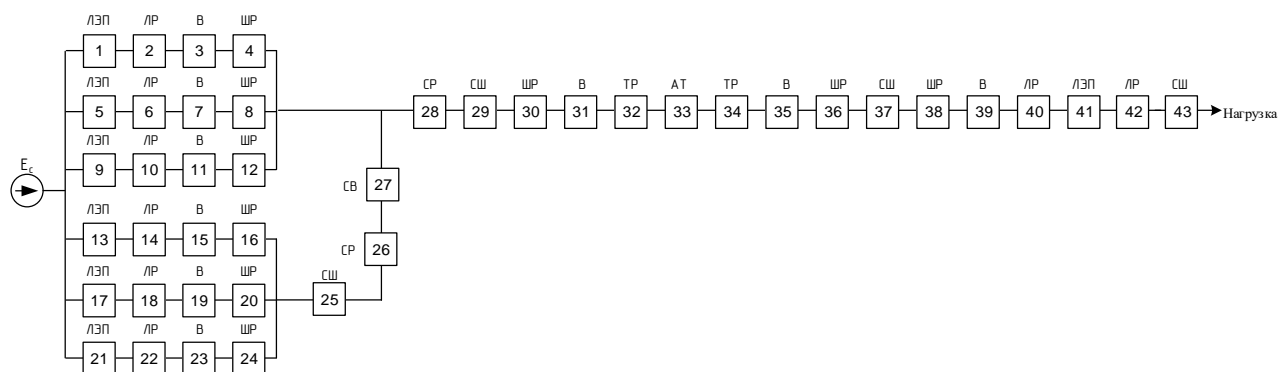 ЛЭП ЛР В ШР
1 2 3 4
ЛЭП ЛР В ШР
5 6 7 8
СР СШ ШР В ТР АТ ТР В ШР СШ ШР В ЛР ЛЭП ЛР СШ
28 29 30 31 32 33 34 35 36 37 38 39 40 41 42 43 Нагрузка
ЛЭП ЛР В ШР
9 10 11 12
Ес
СВ 27
ЛЭП ЛР В ШР
13 14 15 16
СР 26
ЛЭП ЛР В ШР
17 18 19 20
СШ
25
ЛЭП ЛР В ШР
21 22 23 24